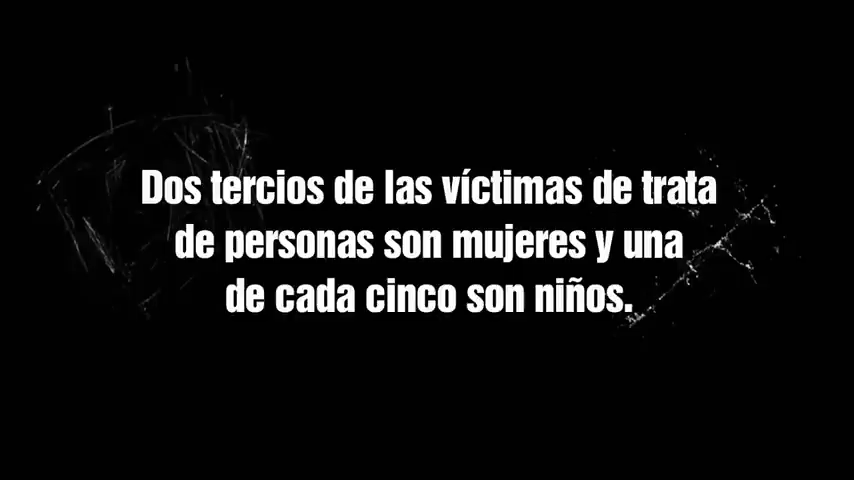 Dos tercios de las víctimas de trata
de personas son mujeres y una
de cada cinco son niños.